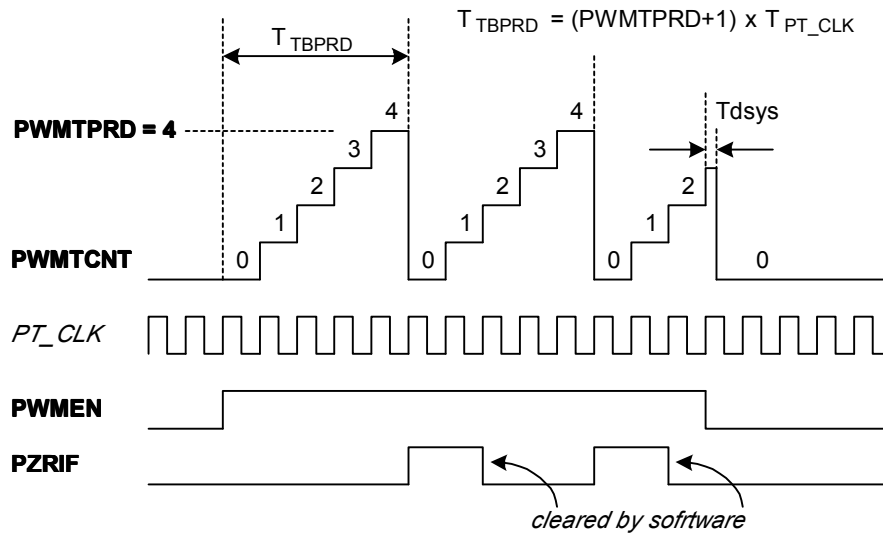 T TBPRD = (PWMTPRD+1) x T PT_CLK
T TBPRD
4 4 Tdsys
PWMTPRD = 4
3 3
2 2 2
1 1 1
PWMTCNT 0 0 0 0
PT_CLK
PWMEN
PZRIF
cleared by sofrtware